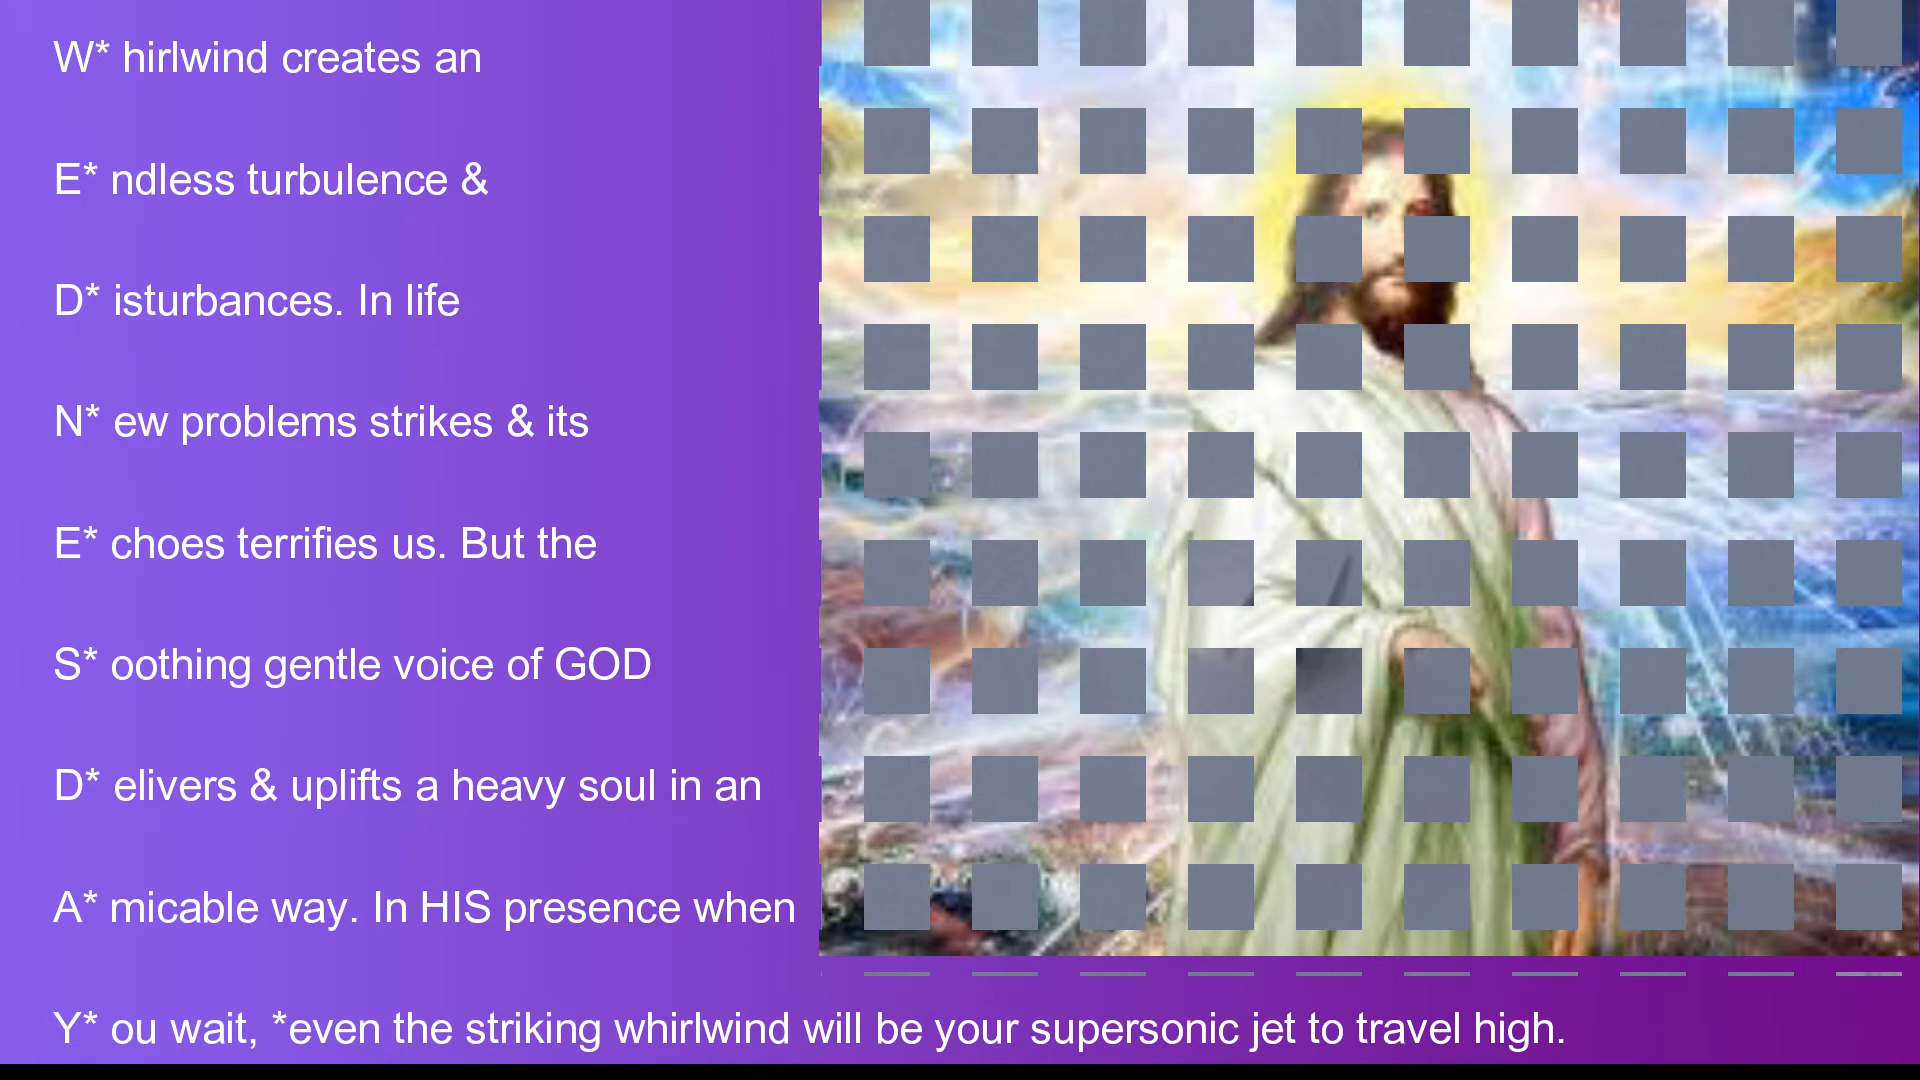 W* hirlwind creates an
E* ndless turbulence &
D* isturbances. In life
N* ew problems strikes & its
E* choes terrifies us. But the
S* oothing gentle voice of GOD
D* elivers & uplifts a heavy soul in an
A* micable way. In HIS presence when
Y* ou wait, *even the striking whirlwind will be your supersonic jet to travel high.